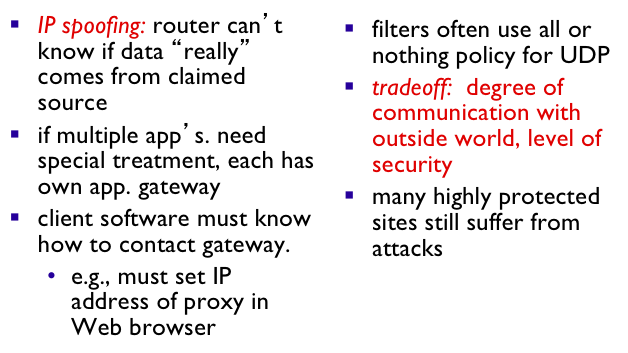 ▪ IP spoofing: router can’t
know if data “really”
comes from claimed
source
▪ if multiple app’s. need
special treatment, each has
own app. gateway
▪ client software must know
how to contact gateway.
• e.g., must set IP
address of proxy in
Web browser
▪ filters often use all or
nothing policy for UDP
▪ tradeoff: degree of
communication with
outside world, level of
security
▪ many highly protected
sites still suffer from
attacks